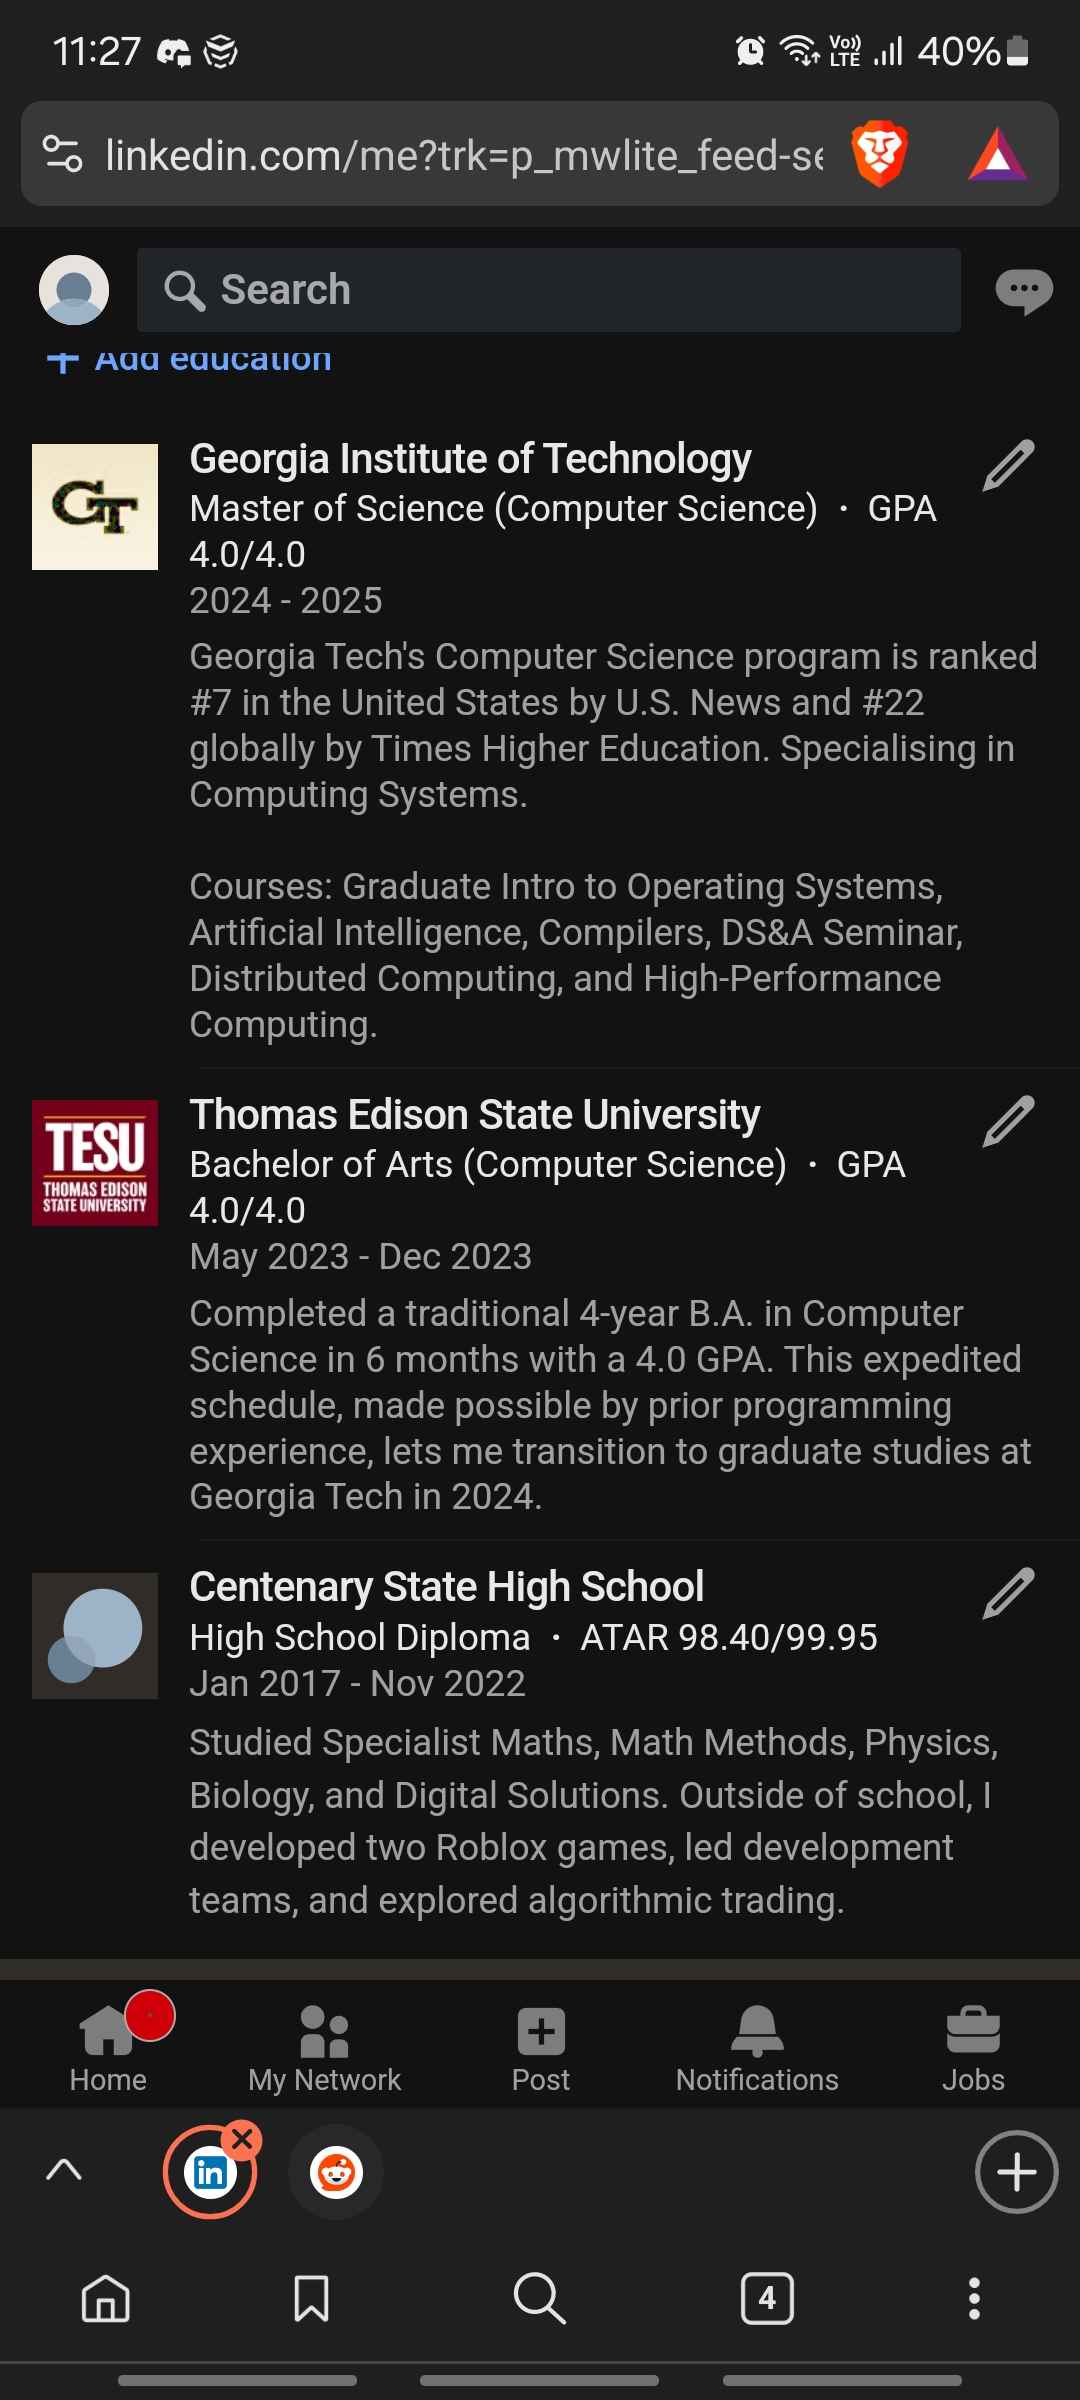 11:27
Vo)) LTE
40%
linkedin.com/me?trk=p_mwlite_feed-se
Search
+ Add education
GT
Georgia Institute of Technology
Master of Science (Computer Science) · GPA
4.0/4.0
2024 - 2025
Georgia Tech's Computer Science program is ranked
#7 in the United States by U.S. News and #22
globally by Times Higher Education. Specialising in
Computing Systems.
Courses: Graduate Intro to Operating Systems,
Artificial Intelligence, Compilers, DS&A Seminar,
Distributed Computing, and High-Performance
Computing.
TESU
THOMAS EDISON
STATE UNIVERSITY
Thomas Edison State University
Bachelor of Arts (Computer Science) · GPA
4.0/4.0
May 2023 - Dec 2023
Completed a traditional 4-year B.A. in Computer
Science in 6 months with a 4.0 GPA. This expedited
schedule, made possible by prior programming
experience, lets me transition to graduate studies at
Georgia Tech in 2024.
Centenary State High School
High School Diploma · ATAR 98.40/99.95
Jan 2017 - Nov 2022
Studied Specialist Maths, Math Methods, Physics,
Biology, and Digital Solutions. Outside of school, I
developed two Roblox games, led development
teams, and explored algorithmic trading.
Home
My Network
Post
Notifications
Jobs
in
4